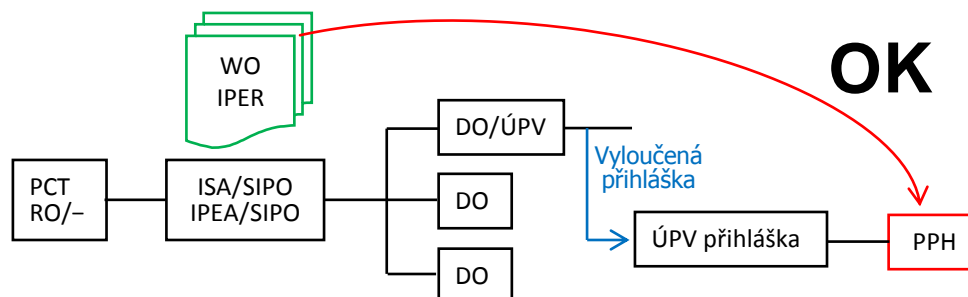 WO
IPER
OK
DO/ÚPV
Vyloučená
přihláška
PCT
RO/–
ISA/SIPO
IPEA/SIPO
DO
ÚPV přihláška
PPH
DO